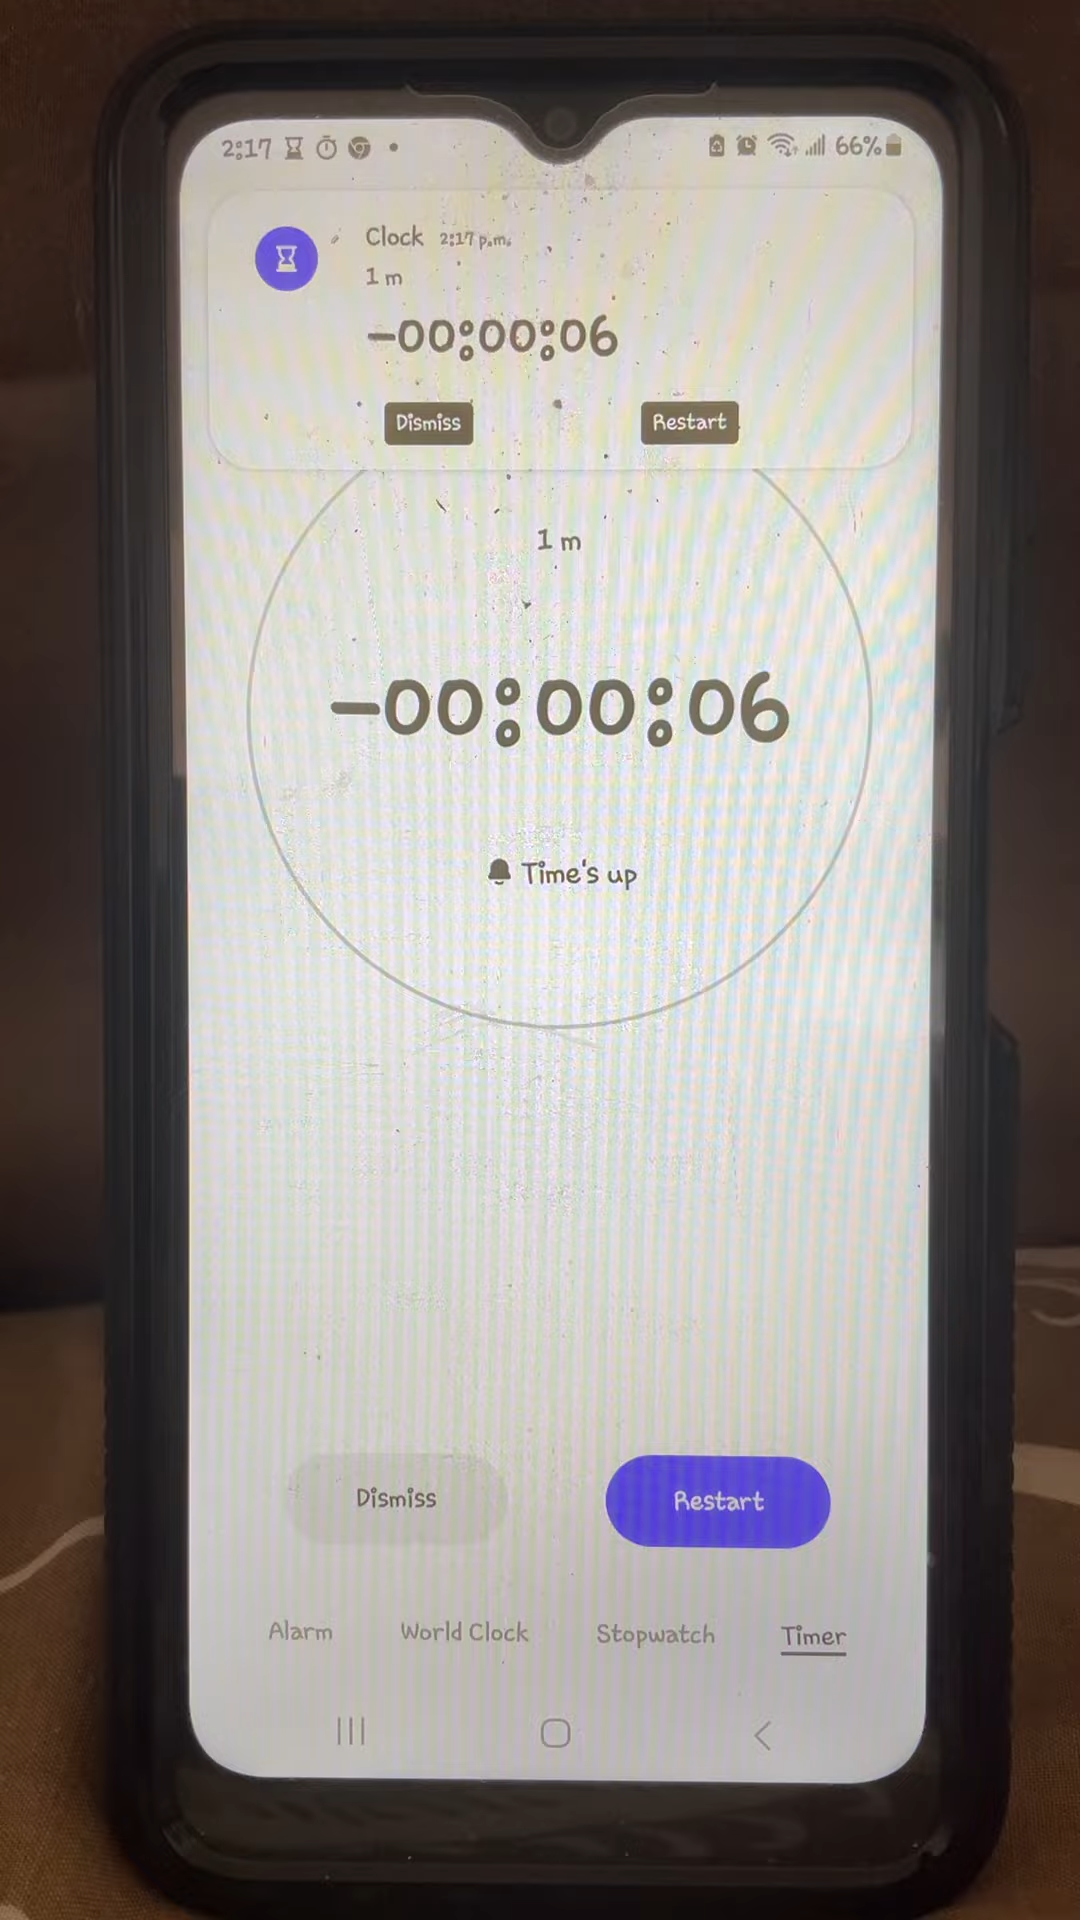 2:17 66%
Clock 2:17 p.m.
1 m
-00:00:06
Dismiss Restart
1 m
-00:00:06
Time's up
Dismiss Restart
Alarm World Clock Stopwatch Timer